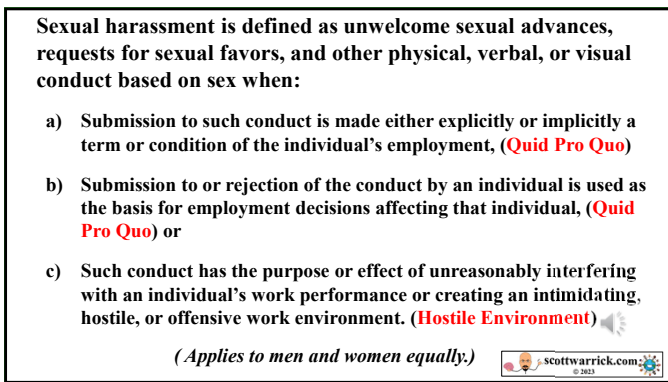 Sexual harassment is defined as unwelcome sexual advances,
requests for sexual favors, and other physical, verbal, or visual
conduct based on sex when:
a) Submission to such conduct is made either explicitly or implicitly a
term or condition of the individual's employment, (Quid Pro Quo)
b) Submission to or rejection of the conduct by an individual is used as
the basis for employment decisions affecting that individual, (Quid
Pro Quo) or
c) Such conduct has the purpose or effect of unreasonably interfering
with an individual's work performance or creating an intimidating,
hostile, or offensive work environment. (Hostile Environment)
( Applies to men and women equally.)
scottwarrick.com
© 2023